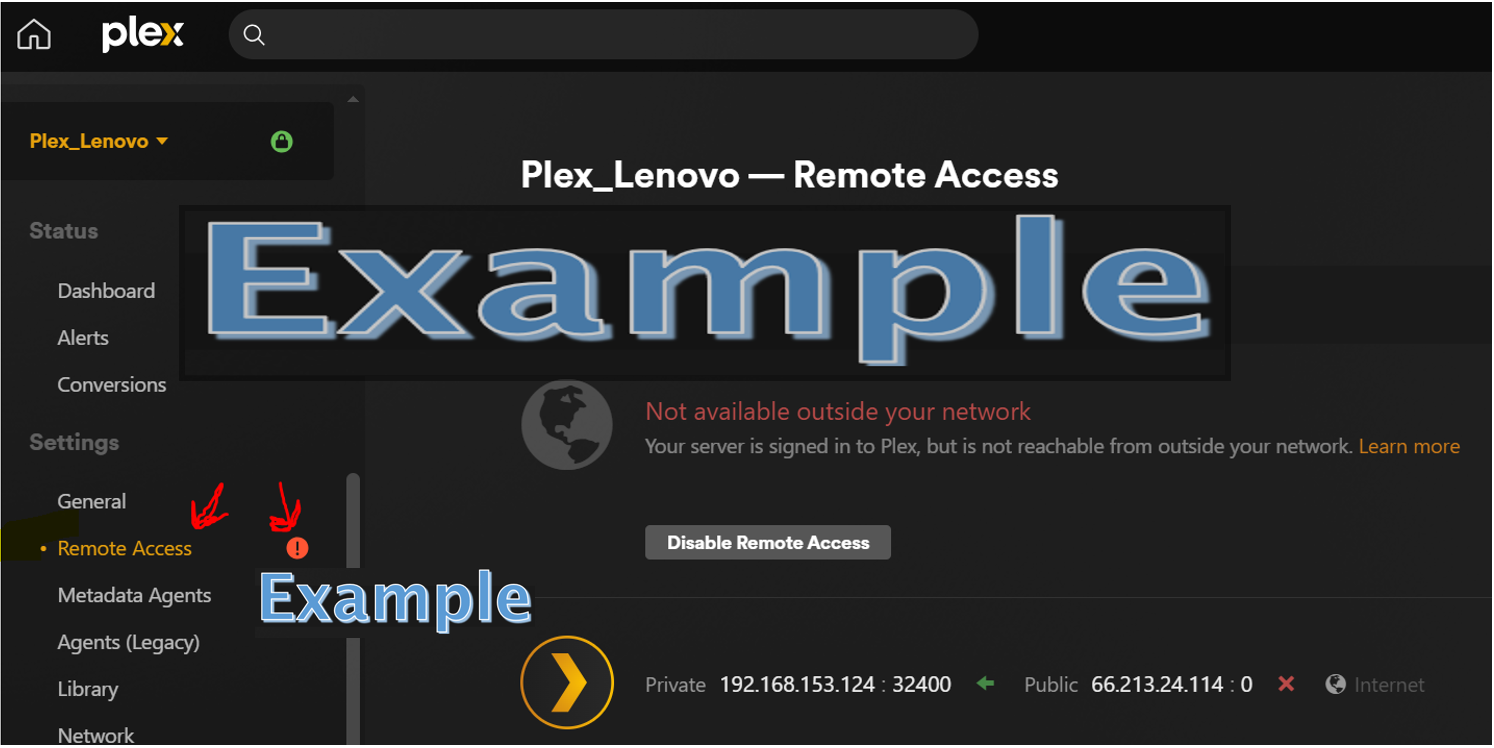 plex
Plex_Lenovo
Plex_Lenovo — Remote Access
Status
Example
Dashboard
Alerts
Conversions
Not available outside your network
Your server is signed in to Plex, but is not reachable from outside your network. Learn more
Settings
General
Disable Remote Access
Remote Access
!
Metadata Agents
Example
Agents (Legacy)
Library
Private 192.168.153.124 : 32400 Public 66.213.24.114 : 0 Internet
Network